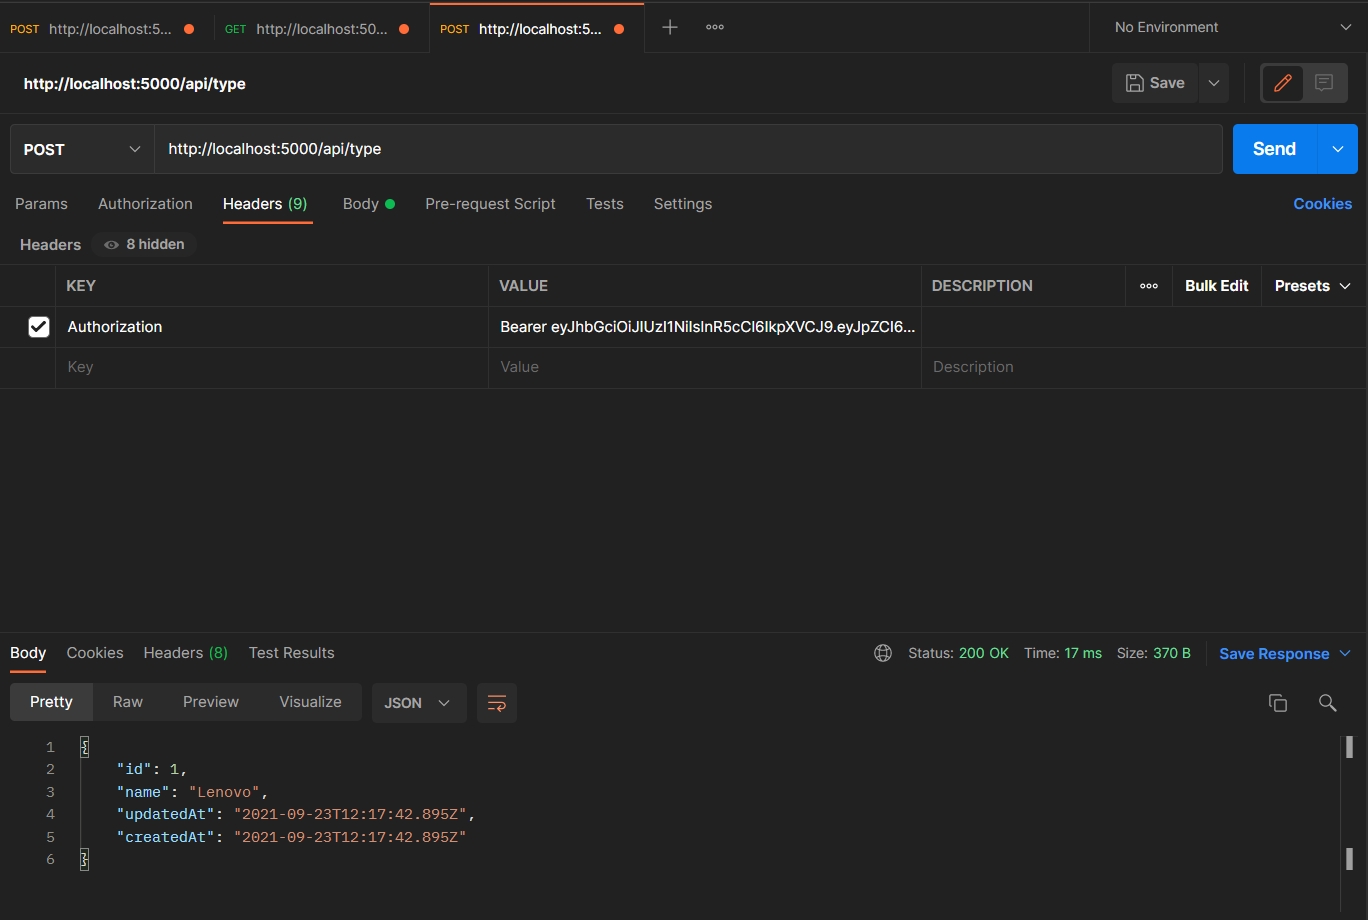 POST http://localhost:5... GET http://localhost:50... POST http://localhost:5... No Environment
http://localhost:5000/api/type Save
POST http://localhost:5000/api/type Send
Params Authorization Headers (9) Body Pre-request Script Tests Settings Cookies
Headers 8 hidden
KEY VALUE DESCRIPTION Bulk Edit Presets
Authorization Bearer eyJhbGciOiJIUzI1NiIsInR5cCI6IkpXVCJ9.eyJpZCI6...
Key Value Description
Body Cookies Headers (8) Test Results Status: 200 OK Time: 17 ms Size: 370 B Save Response
Pretty Raw Preview Visualize JSON
1 {
2 "id": 1,
3 "name": "Lenovo",
4 "updatedAt": "2021-09-23T12:17:42.895Z",
5 "createdAt": "2021-09-23T12:17:42.895Z"
6 }